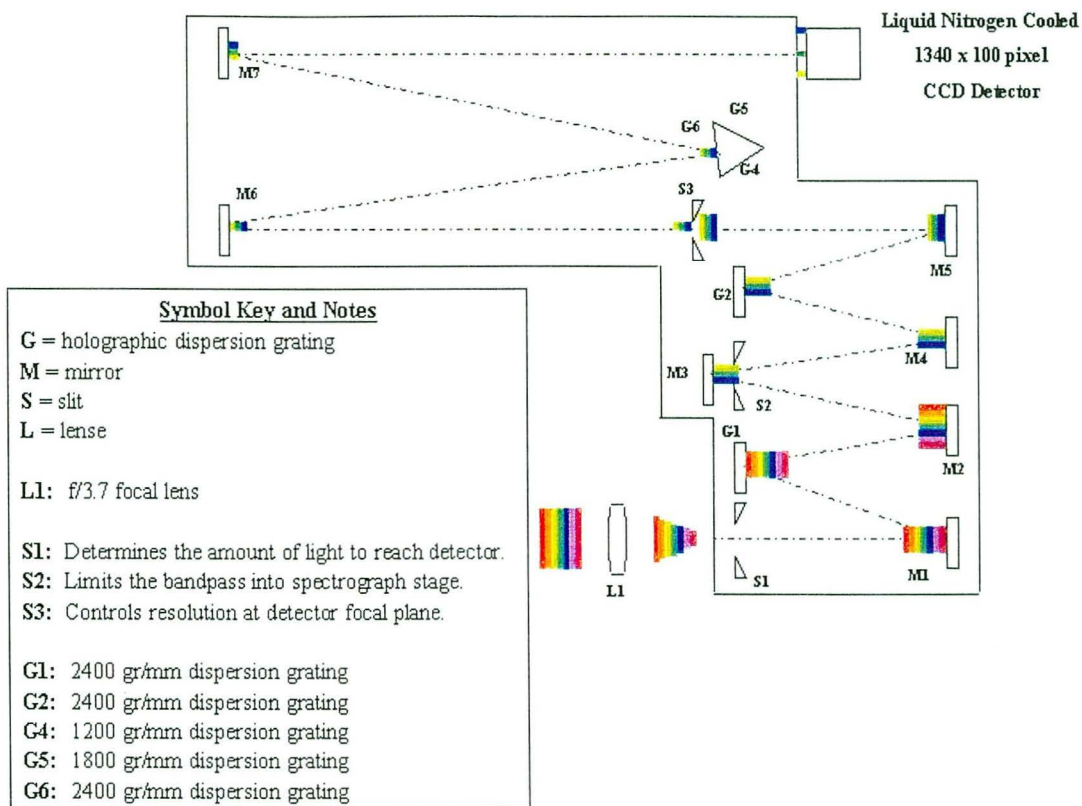 Liquid Nitrogen Cooled
1340 x 100 pixel
CCD Detector
M7
G5
G6
G4
M6
S3
M5
G2
M4
M3
S2
G1
M2
S1
M1
L1
Symbol Key and Notes
G = holographic dispersion grating
M = mirror
S = slit
L = lense
L1: f/3.7 focal lens
S1: Determines the amount of light to reach detector.
S2: Limits the bandpass into spectrograph stage.
S3: Controls resolution at detector focal plane.
G1: 2400 gr/mm dispersion grating
G2: 2400 gr/mm dispersion grating
G4: 1200 gr/mm dispersion grating
G5: 1800 gr/mm dispersion grating
G6: 2400 gr/mm dispersion grating